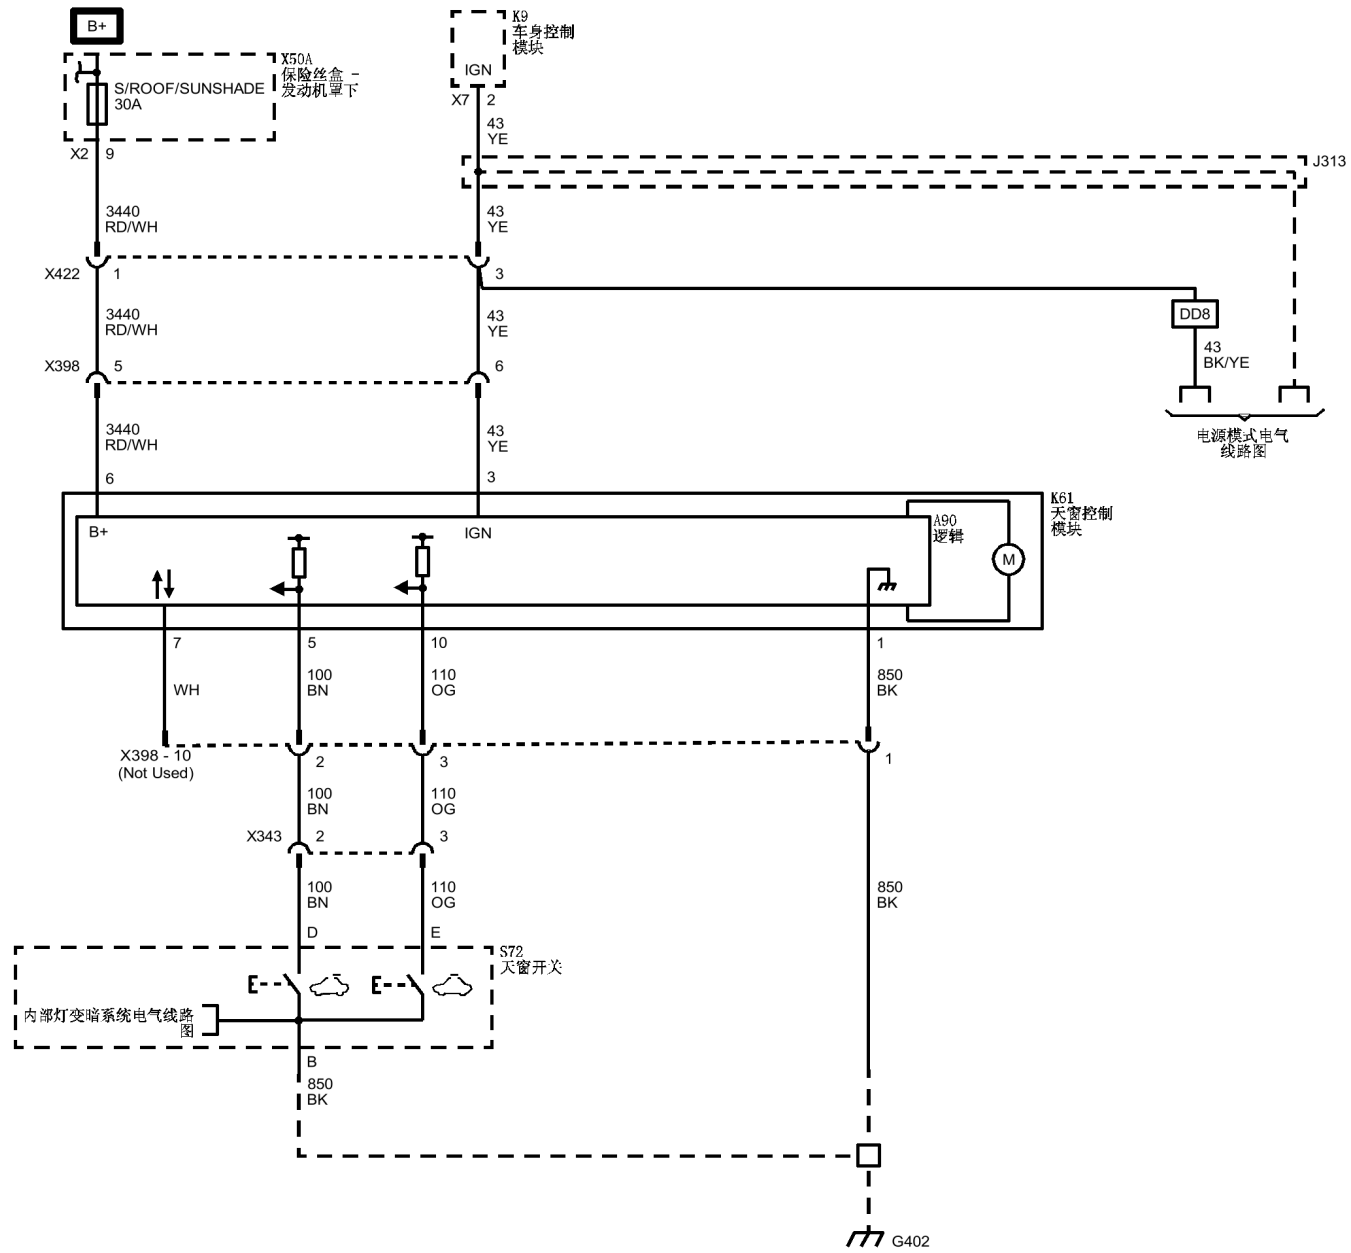 B+
K9
车身控制
模块
IGN
X7 2
X50A
保险丝盒 -
发动机罩下
S/ROOF/SUNSHADE
30A
X2 9
43
YE
J313
3440
RD/WH
43
YE
X422 1
3
3440
RD/WH
43
YE
DD8
43
BK/YE
X398 5
6
电源模式电气
线路图
3440
RD/WH
43
YE
6
3
K61
天窗控制
模块
B+
IGN
A90
逻辑
M
7
5
10
1
WH
100
BN
110
OG
850
BK
X398 - 10
(Not Used)
2
3
1
100
BN
110
OG
X343 2
3
100
BN
110
OG
850
BK
D
E
S72
天窗开关
内部灯变暗系统电气线路
图
B
850
BK
G402